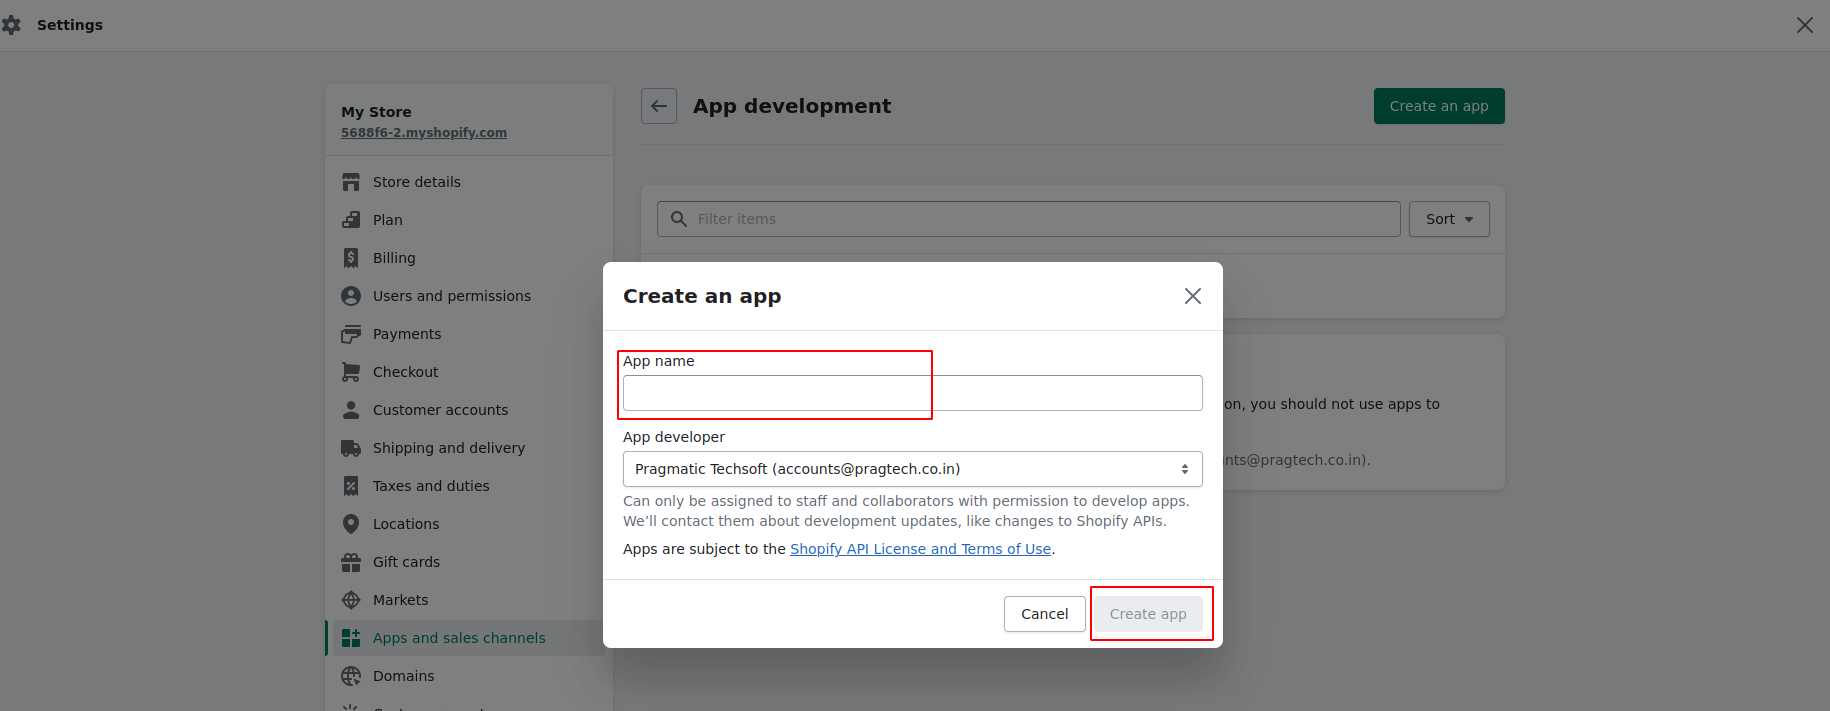 Settings
My Store
5688f6-2.myshopify.com
Store details
Plan
Billing
Users and permissions
Payments
Checkout
Customer accounts
Shipping and delivery
Taxes and duties
Locations
Gift cards
Markets
Apps and sales channels
Domains
App development
Create an app
Filter items
Sort
on, you should not use apps to
nts@pragtech.co.in).
Create an app
App name
App developer
Pragmatic Techsoft (accounts@pragtech.co.in)
Can only be assigned to staff and collaborators with permission to develop apps.
We’ll contact them about development updates, like changes to Shopify APIs.
Apps are subject to the Shopify API License and Terms of Use.
Cancel
Create app